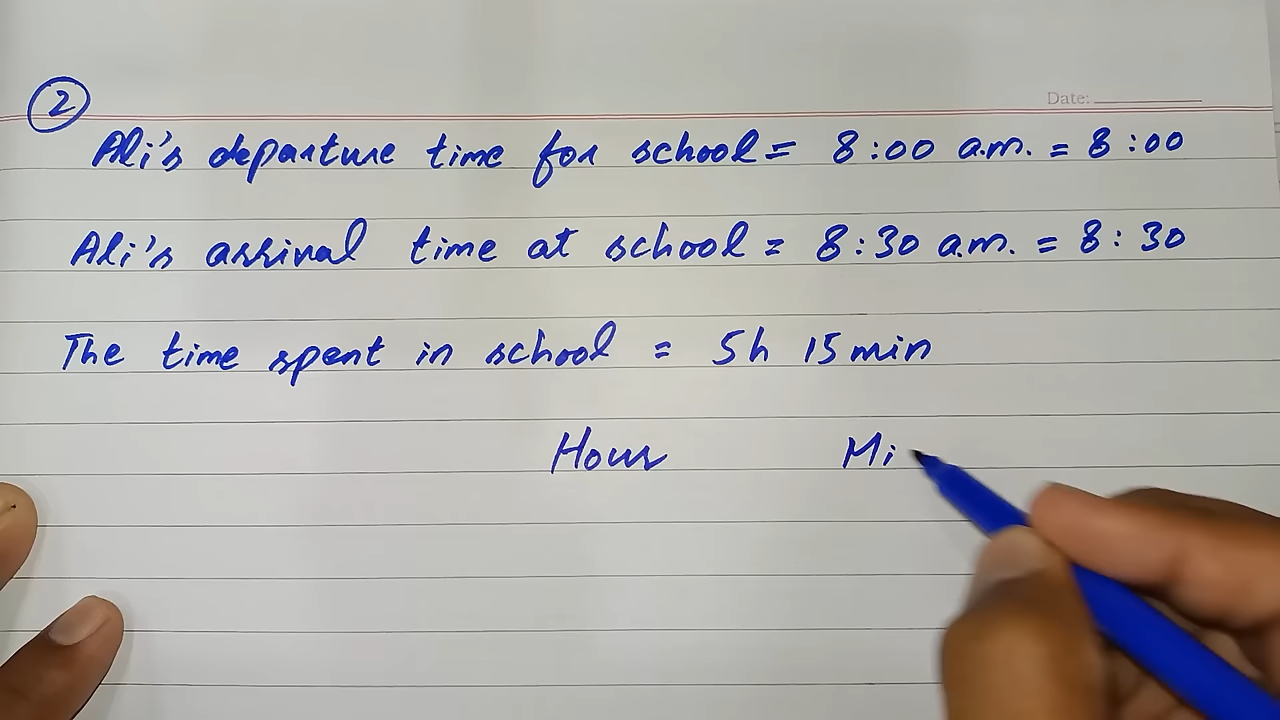 Date:
2
Ali's departure time for school = 8:00 a.m. = 8:00
Ali's arrival time at school = 8:30 a.m. = 8:30
The time spent in school = 5h 15min
Hour Mi